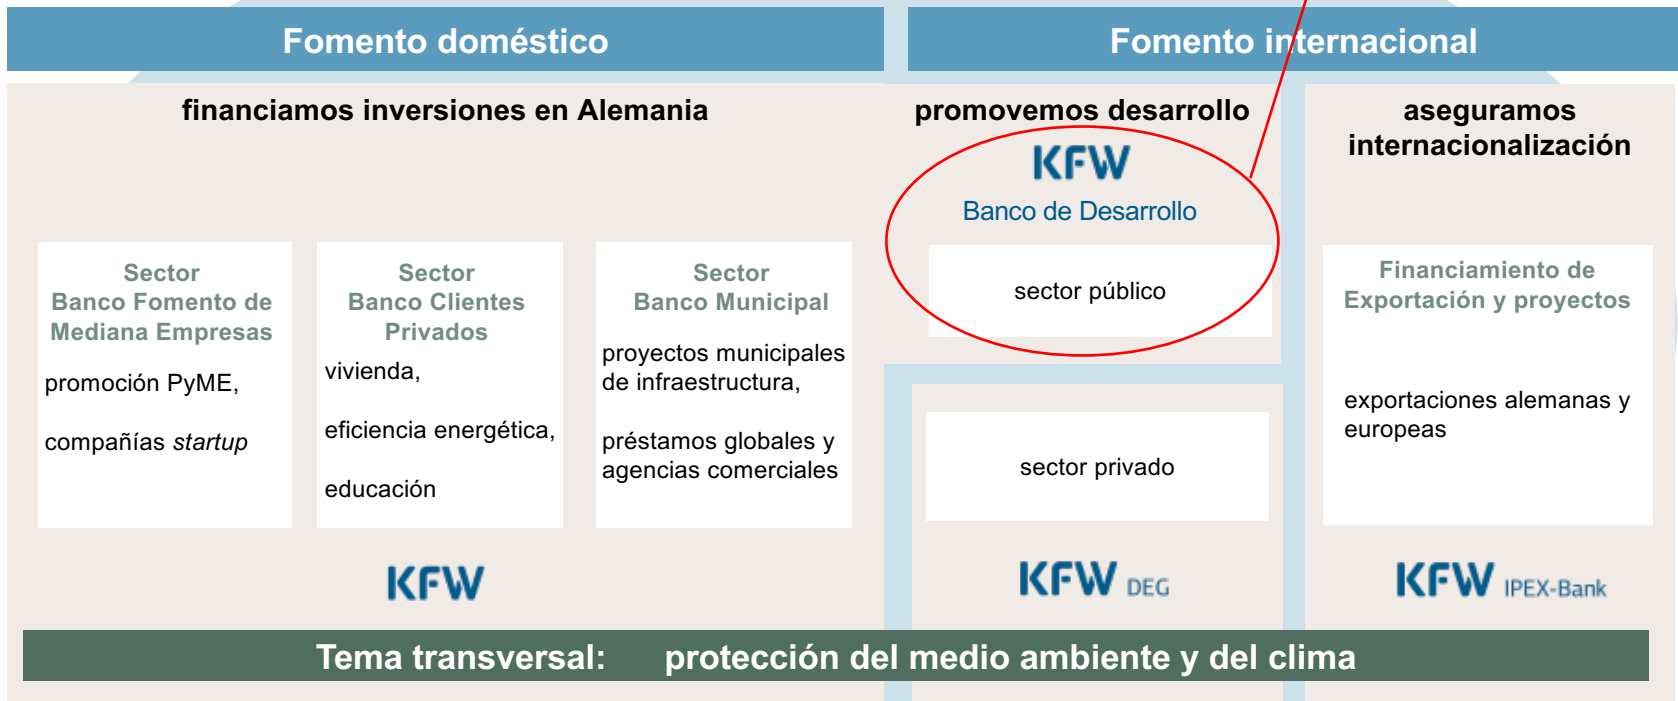 Fomento doméstico
Fomento internacional
financiamos inversiones en Alemania
Sector
Banco Fomento de
Mediana Empresas
promoción PyME,
compañías startup
Sector
Banco Clientes
Privados
vivienda,
eficiencia energética,
educación
Sector
Banco Municipal
proyectos municipales
de infraestructura,
préstamos globales y
agencias comerciales
KFW
promovemos desarrollo
KFW
Banco de Desarrollo
sector público
sector privado
KFW DEG
aseguramos
internacionalización
Financiamiento de
Exportación y proyectos
exportaciones alemanas y
europeas
KFW IPEX-Bank
Tema transversal: protección del medio ambiente y del clima